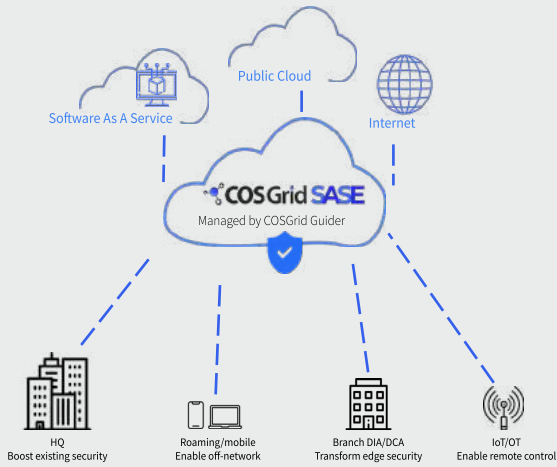 Public Cloud
Software As A Service
Internet
COSGrid SASE
Managed by COSGrid Guider
HQ
Boost existing security
Roaming/mobile
Enable off-network
Branch DIA/DCA
Transform edge security
IoT/OT
Enable remote control